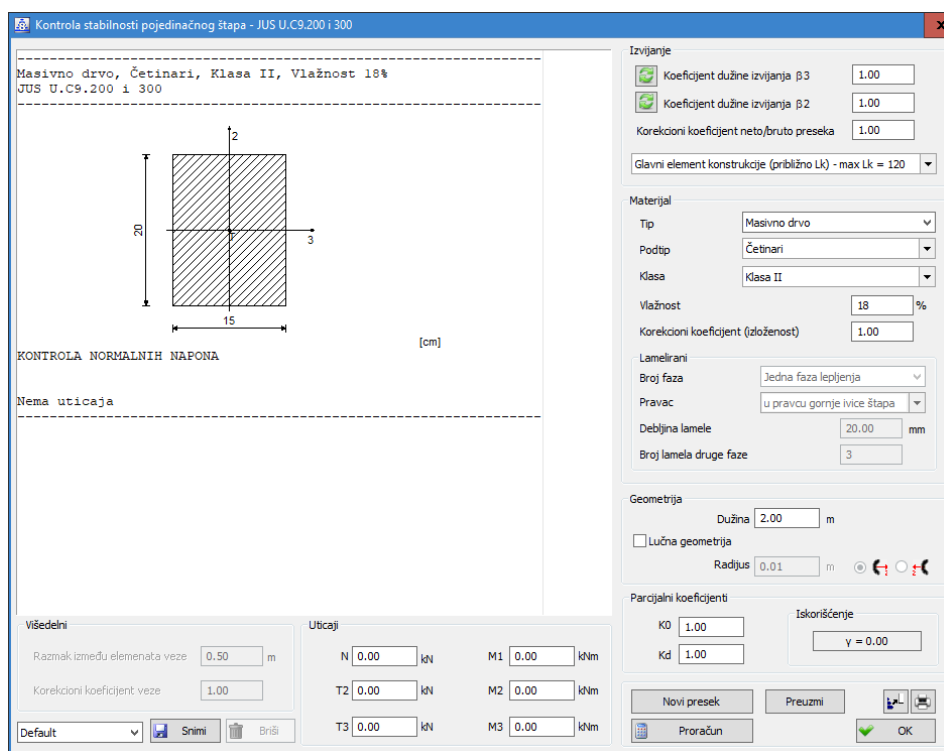 Kontrola stabilnosti pojedinačnog štapa - JUS U.C9.200 i 300
Masivno drvo, Četinari, Klasa II, Vlažnost 18%
JUS U.C9.200 i 300
2
20
T
3
15
[cm]
KONTROLA NORMALNIH NAPONA
Nema uticaja
Višedelni
Razmak između elemenata veze 0.50 m
Korekcioni koeficijent veze 1.00
Default Snimi Briši
Uticaji
N 0.00 kN M1 0.00 kNm
T2 0.00 kN M2 0.00 kNm
T3 0.00 kN M3 0.00 kNm
Izvijanje
Koeficijent dužine izvijanja β3 1.00
Koeficijent dužine izvijanja β2 1.00
Korekcioni koeficijent neto/bruto preseka 1.00
Glavni element konstrukcije (približno Lk) - max Lk = 120
Materijal
Tip Masivno drvo
Podtip Četinari
Klasa Klasa II
Vlažnost 18 %
Korekcioni koeficijent (izloženost) 1.00
Lamelirani
Broj faza Jedna faza lepljenja
Pravac u pravcu gornje ivice štapa
Debljina lamele 20.00 mm
Broj lamela druge faze 3
Geometrija
Dužina 2.00 m
Lučna geometrija
Radijus 0.01 m
Parcijalni koeficijenti
K0 1.00
Kd 1.00
Iskorišćenje
γ = 0.00
Novi presek Preuzmi
Proračun OK